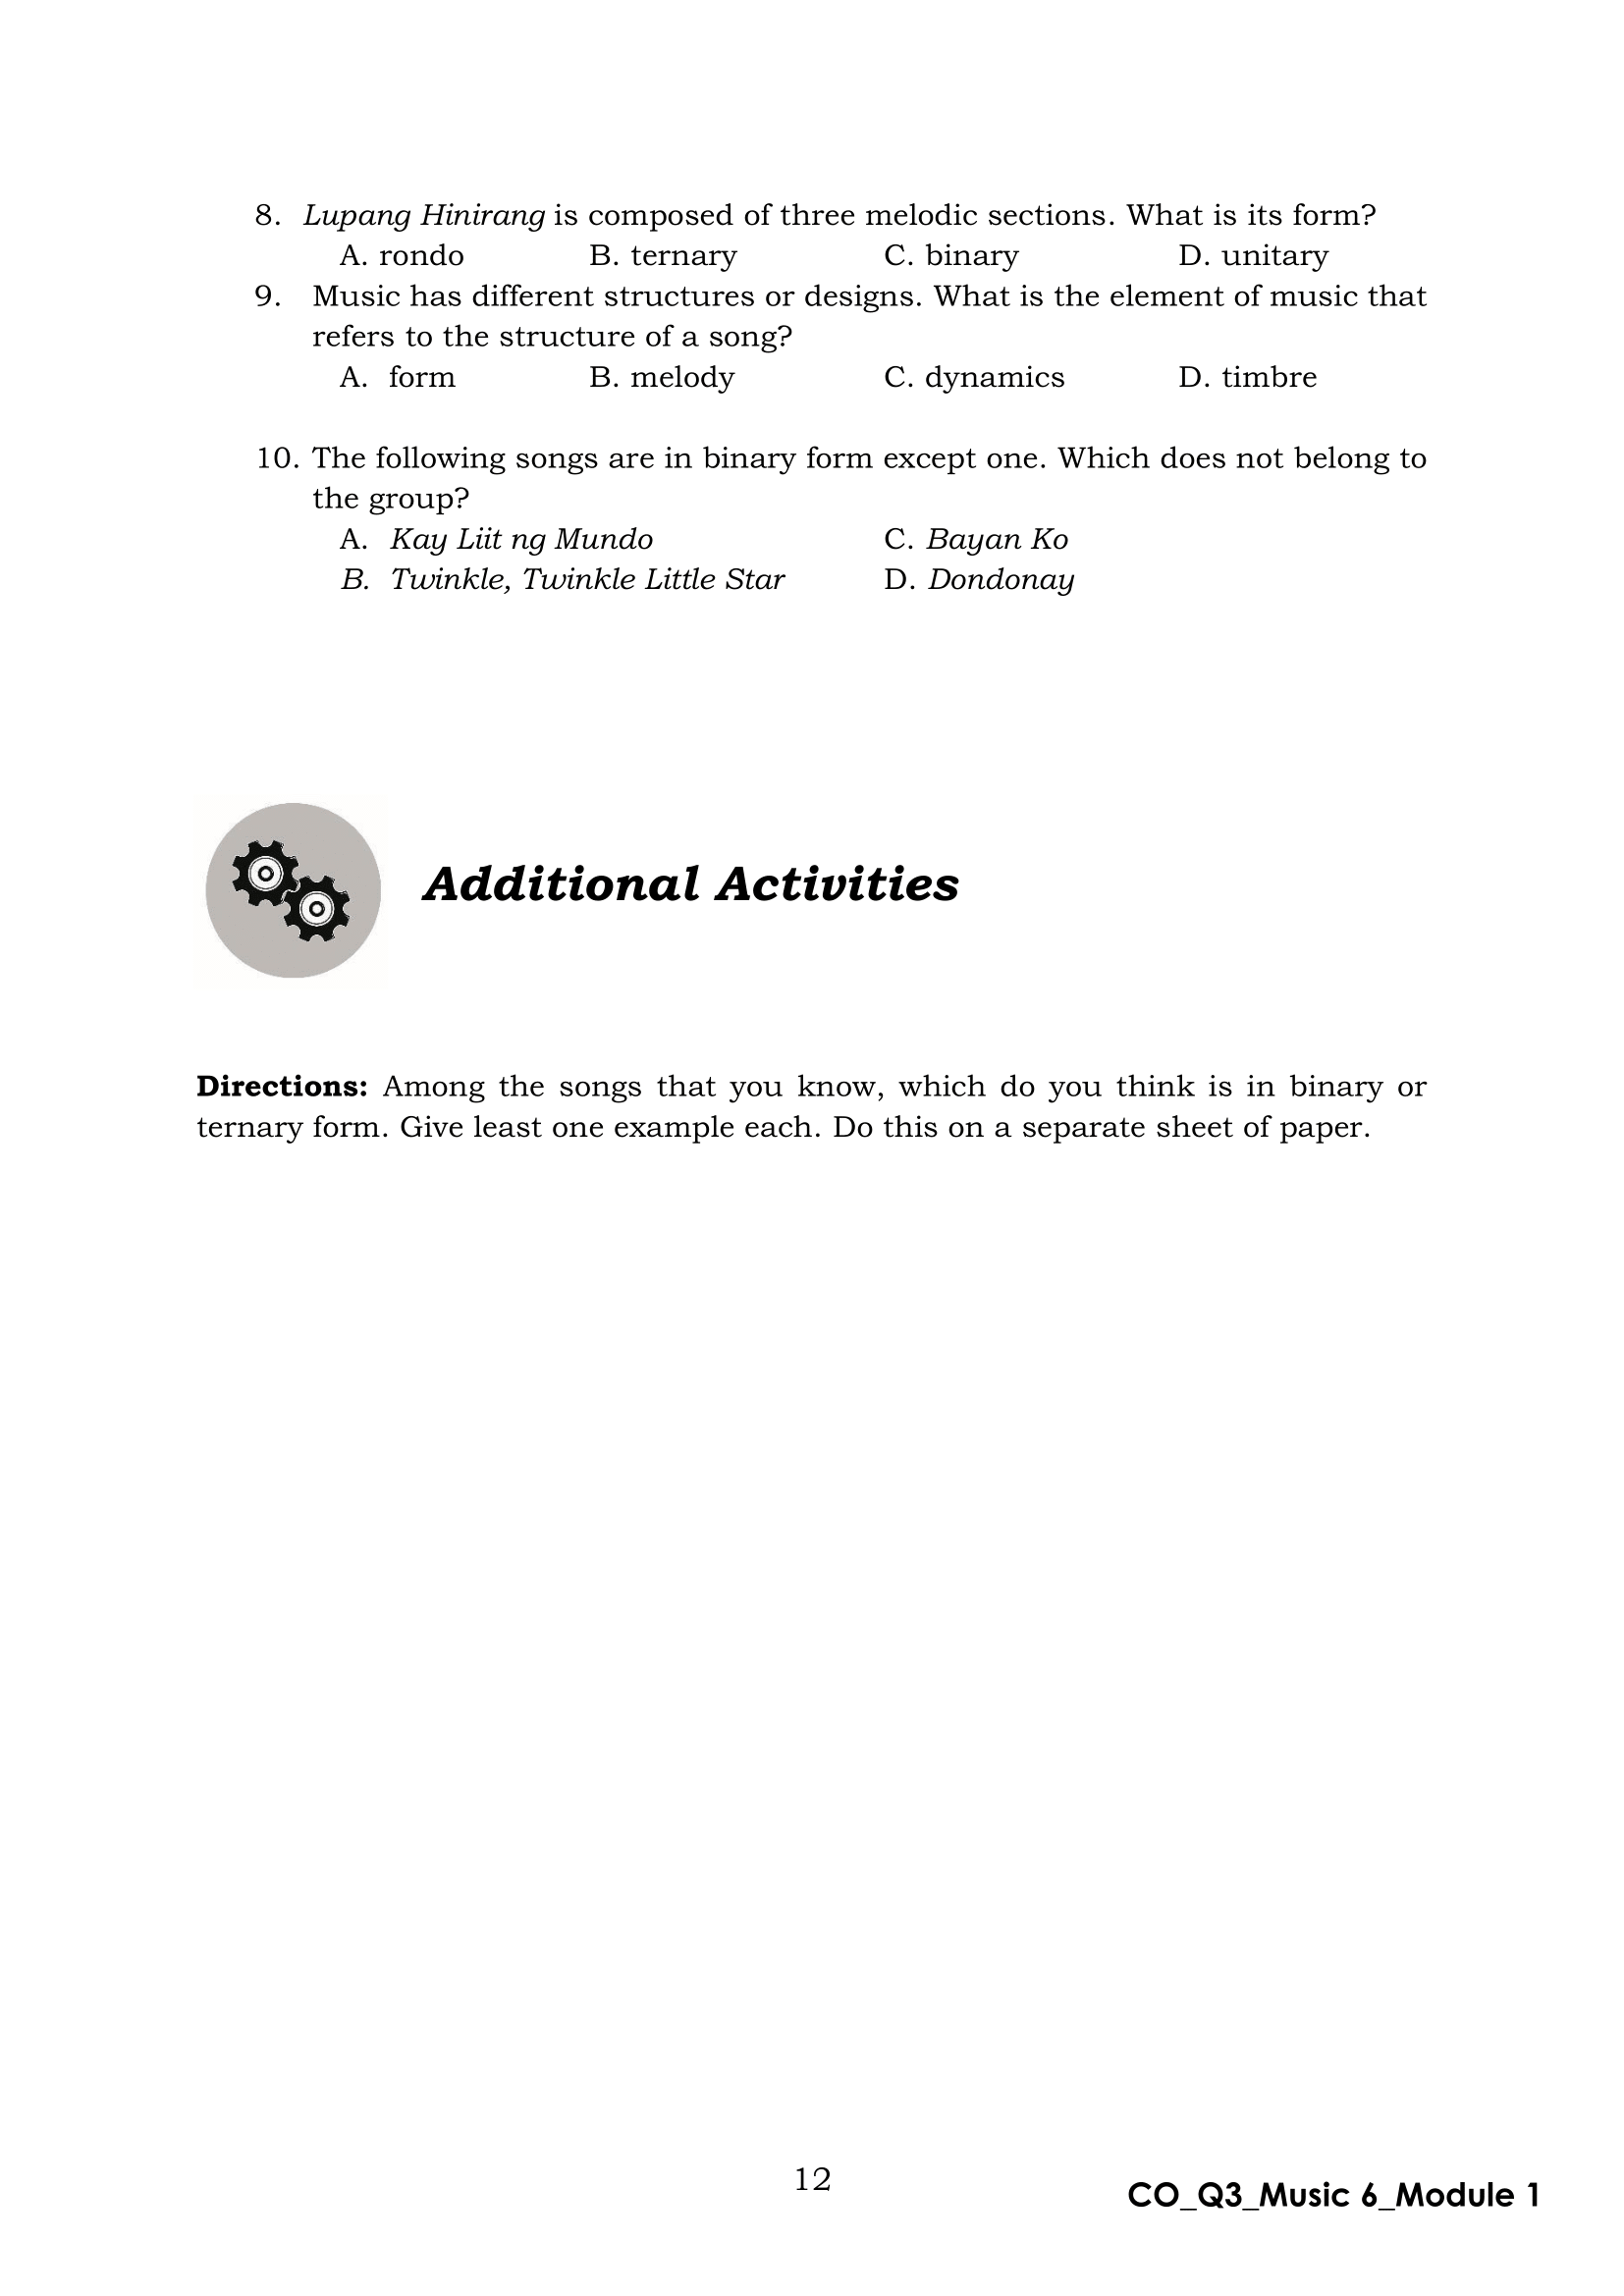 8. Lupang Hinirang is composed of three melodic sections. What is its form?
A. rondo B. ternary C. binary D. unitary
9. Music has different structures or designs. What is the element of music that
refers to the structure of a song?
A. form B. melody C. dynamics D. timbre
10. The following songs are in binary form except one. Which does not belong to
the group?
A. Kay Liit ng Mundo C. Bayan Ko
B. Twinkle, Twinkle Little Star D. Dondonay
Additional Activities
Directions: Among the songs that you know, which do you think is in binary or
ternary form. Give least one example each. Do this on a separate sheet of paper.
12
CO_Q3_Music 6_Module 1